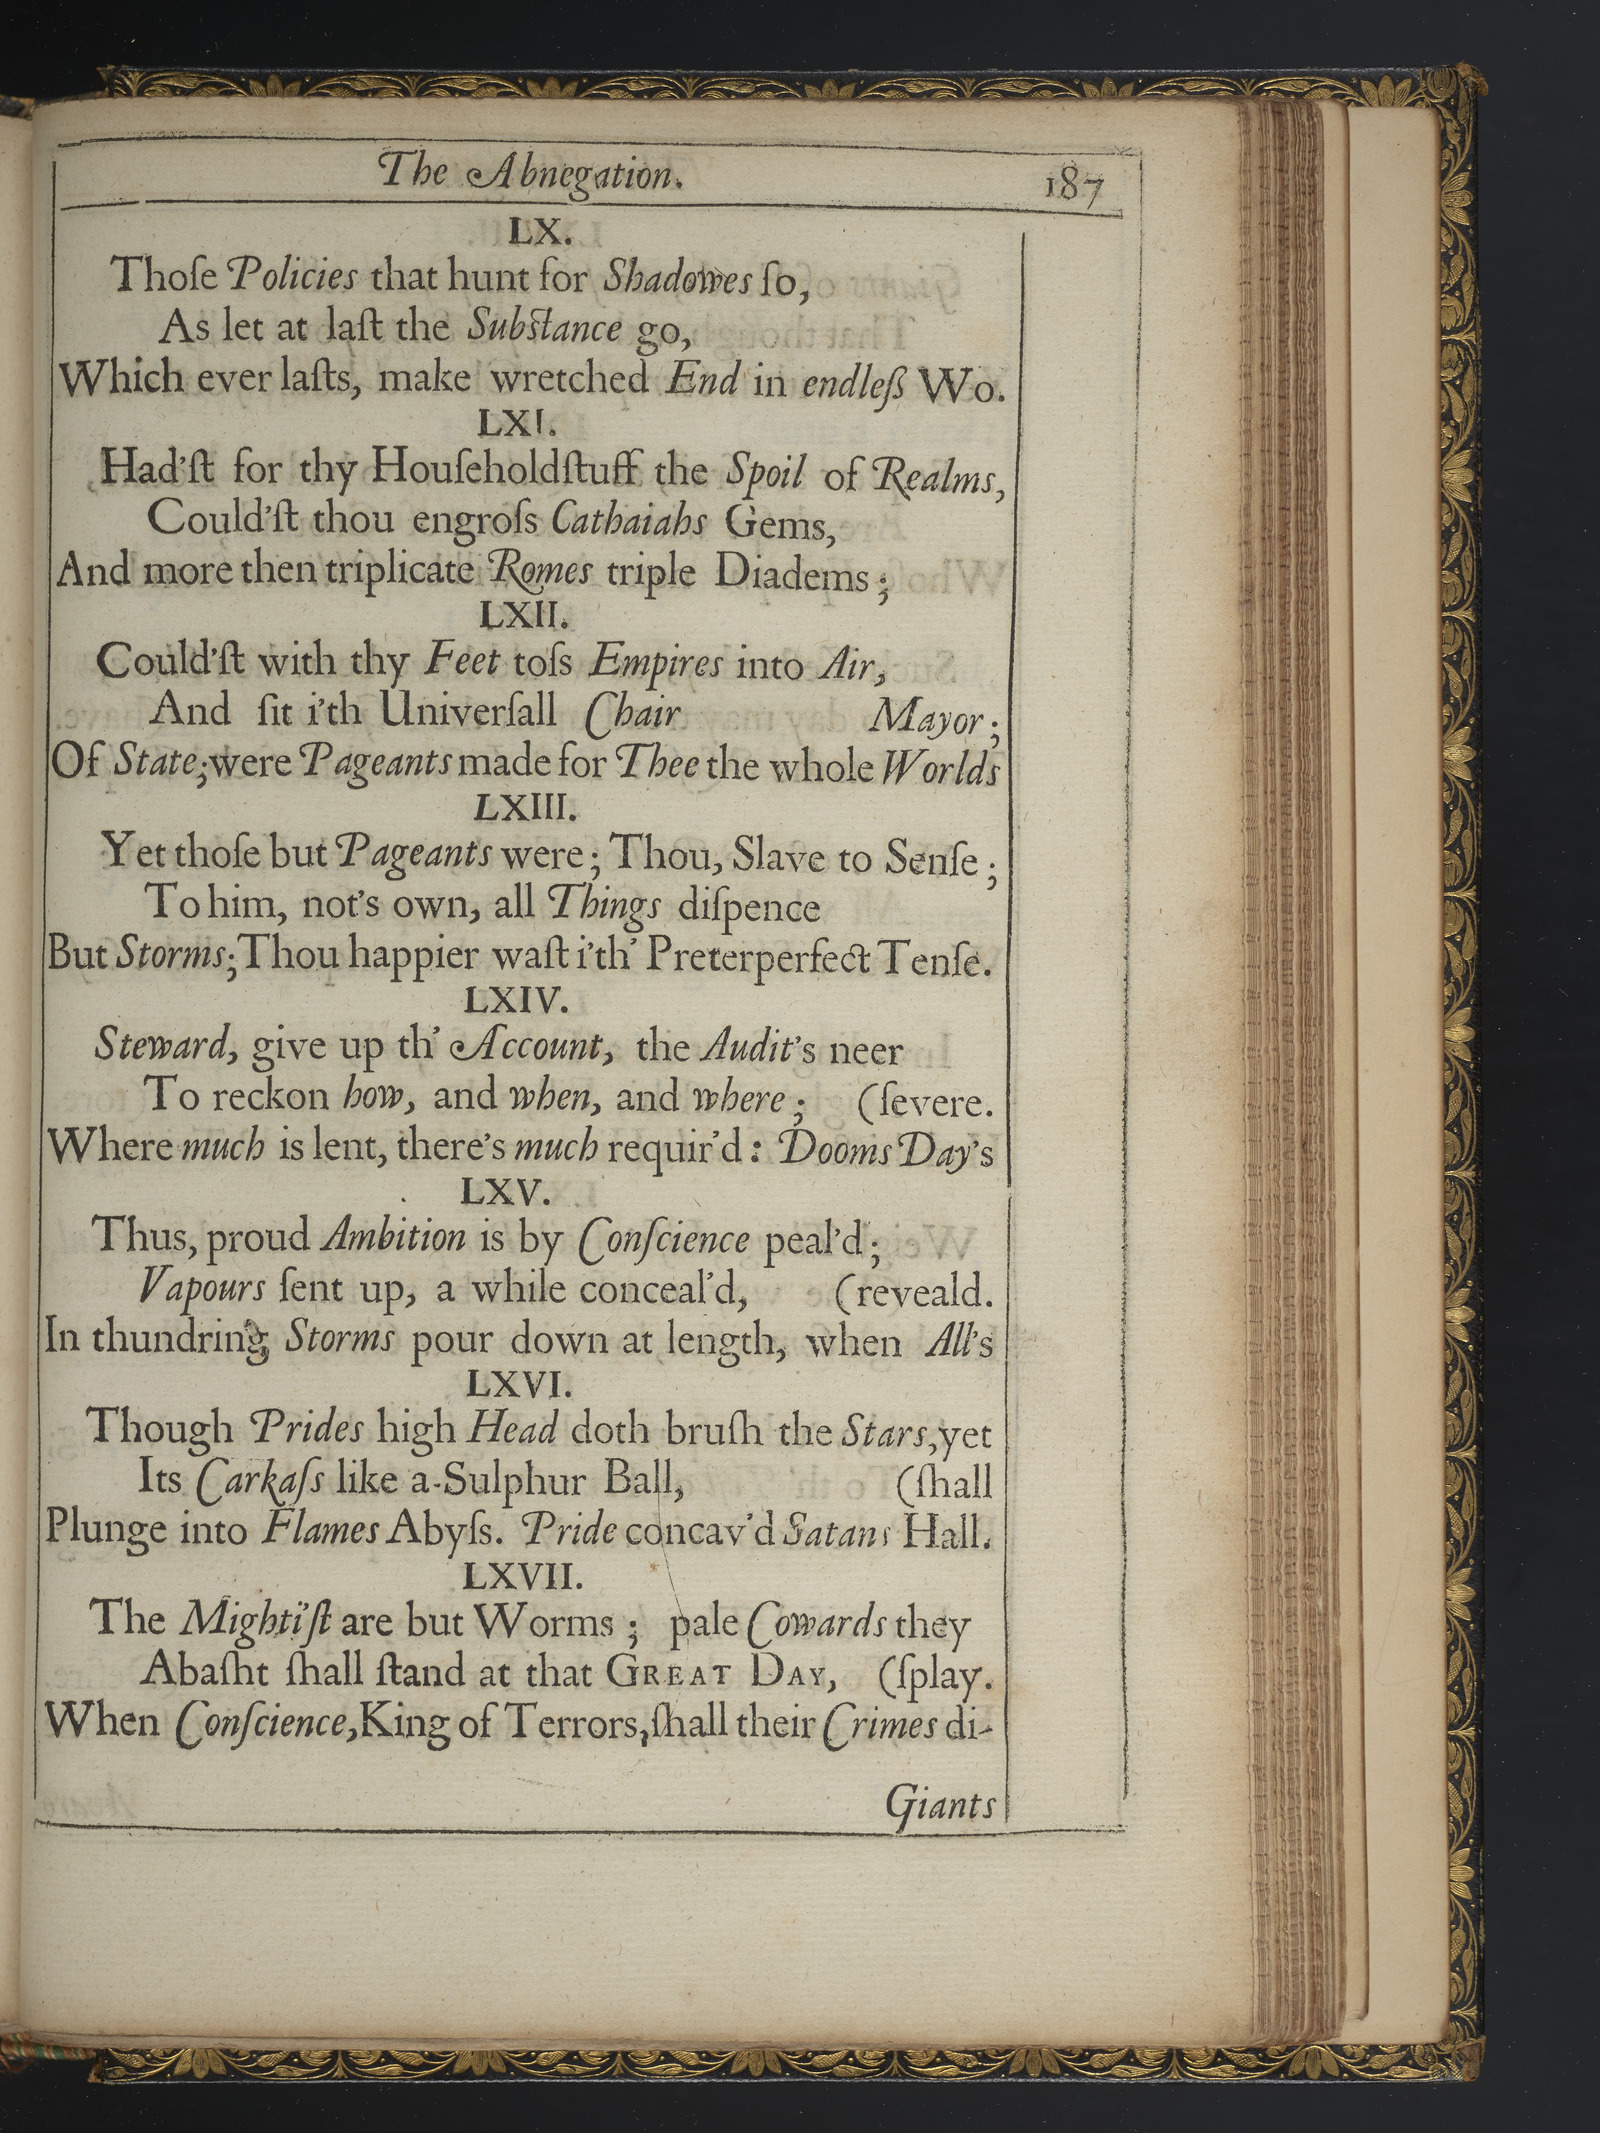 The Abnegation. 187
LX.
Thoſe Policies that hunt for Shadowes ſo,
As let at laſt the Subſtance go,
Which ever laſts, make wretched End in endleß Wo.
LXI.
Had'ſt for thy Houſeholdſtuff the Spoil of Realms,
Could'ſt thou engroſs Cathaiahs Gems,
And more then triplicate Romes triple Diadems;
LXII.
Could'ſt with thy Feet toſs Empires into Air,
And ſit i'th Univerſall Chair Mayor;
Of State; were Pageants made for Thee the whole Worlds
LXIII.
Yet thoſe but Pageants were; Thou, Slave to Senſe;
To him, not's own, all Things diſpence
But Storms; Thou happier waſt i'th' Preterperfect Tenſe.
LXIV.
Steward, give up th' Account, the Audit's neer
To reckon how, and when, and where; (ſevere.
Where much is lent, there's much requir'd: Dooms Day's
LXV.
Thus, proud Ambition is by Conſcience peal'd;
Vapours ſent up, a while conceal'd, (reveald.
In thundring Storms pour down at length, when All's
LXVI.
Though Prides high Head doth bruſh the Stars, yet
Its Carkaſs like a Sulphur Ball, (ſhall
Plunge into Flames Abyſs. Pride concav'd Satans Hall.
LXVII.
The Mighti'ſt are but Worms; pale Cowards they
Abaſht ſhall ſtand at that GREAT DAY, (ſplay.
When Conſcience, King of Terrors, ſhall their Crimes di-
Giants